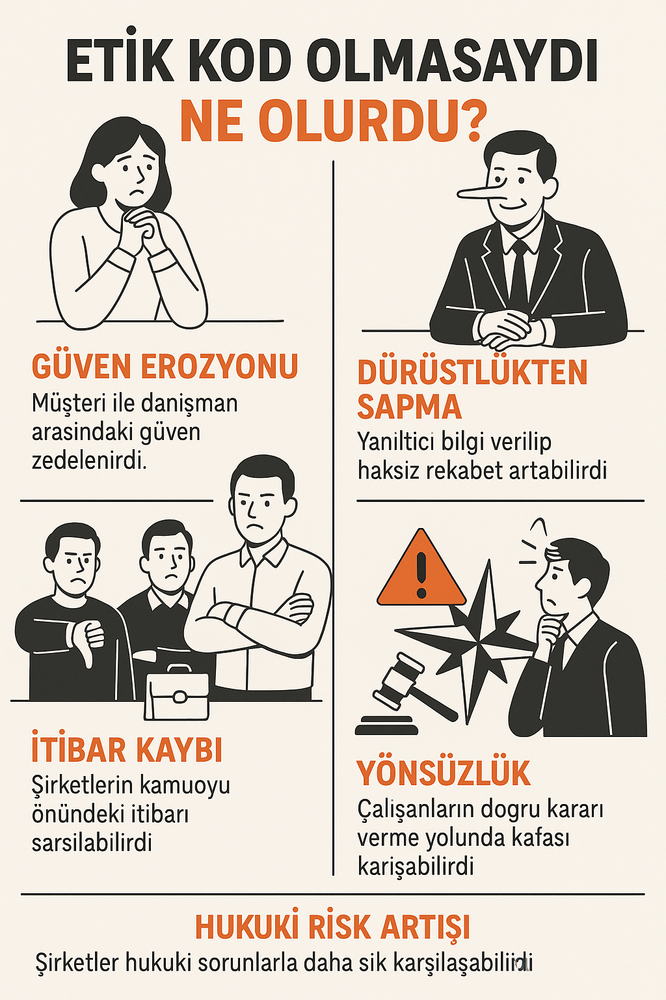 ETİK KOD OLMASAYDI
NE OLURDU?
GÜVEN EROZYONU
Müşteri ile danişman
arasindaki güven
zedelenirdi.
DÜRÜSTLÜKTEN
SAPMA
Yaniltici bilgi verilip
haksiz rekabet artabilirdi
İTİBAR KAYBI
Şirketlerin kamuoyu
önündeki itibarı
sarsilabilirdi
YÖNSÜZLÜK
Çalişanların dogru kararı
verme yolunda kafası
karişabilirdi
HUKUKİ RİSK ARTIŞI
Şirketler hukuki sorunlarla daha sik